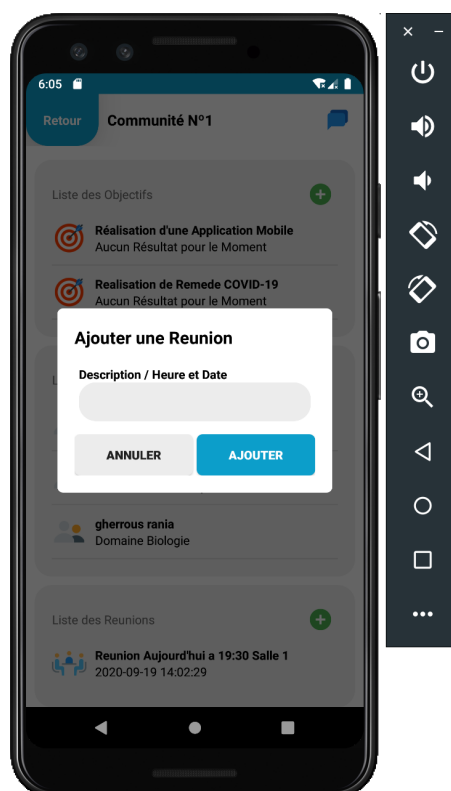 6:05
Retour
Communité Nº1
Liste des Objectifs
Réalisation d'une Application Mobile
Aucun Résultat pour le Moment
Realisation de Remede COVID-19
Aucun Résultat pour le Moment
Ajouter une Reunion
Description / Heure et Date
ANNULER
AJOUTER
gherrous rania
Domaine Biologie
Liste des Reunions
Reunion Aujourd'hui a 19:30 Salle 1
2020-09-19 14:02:29